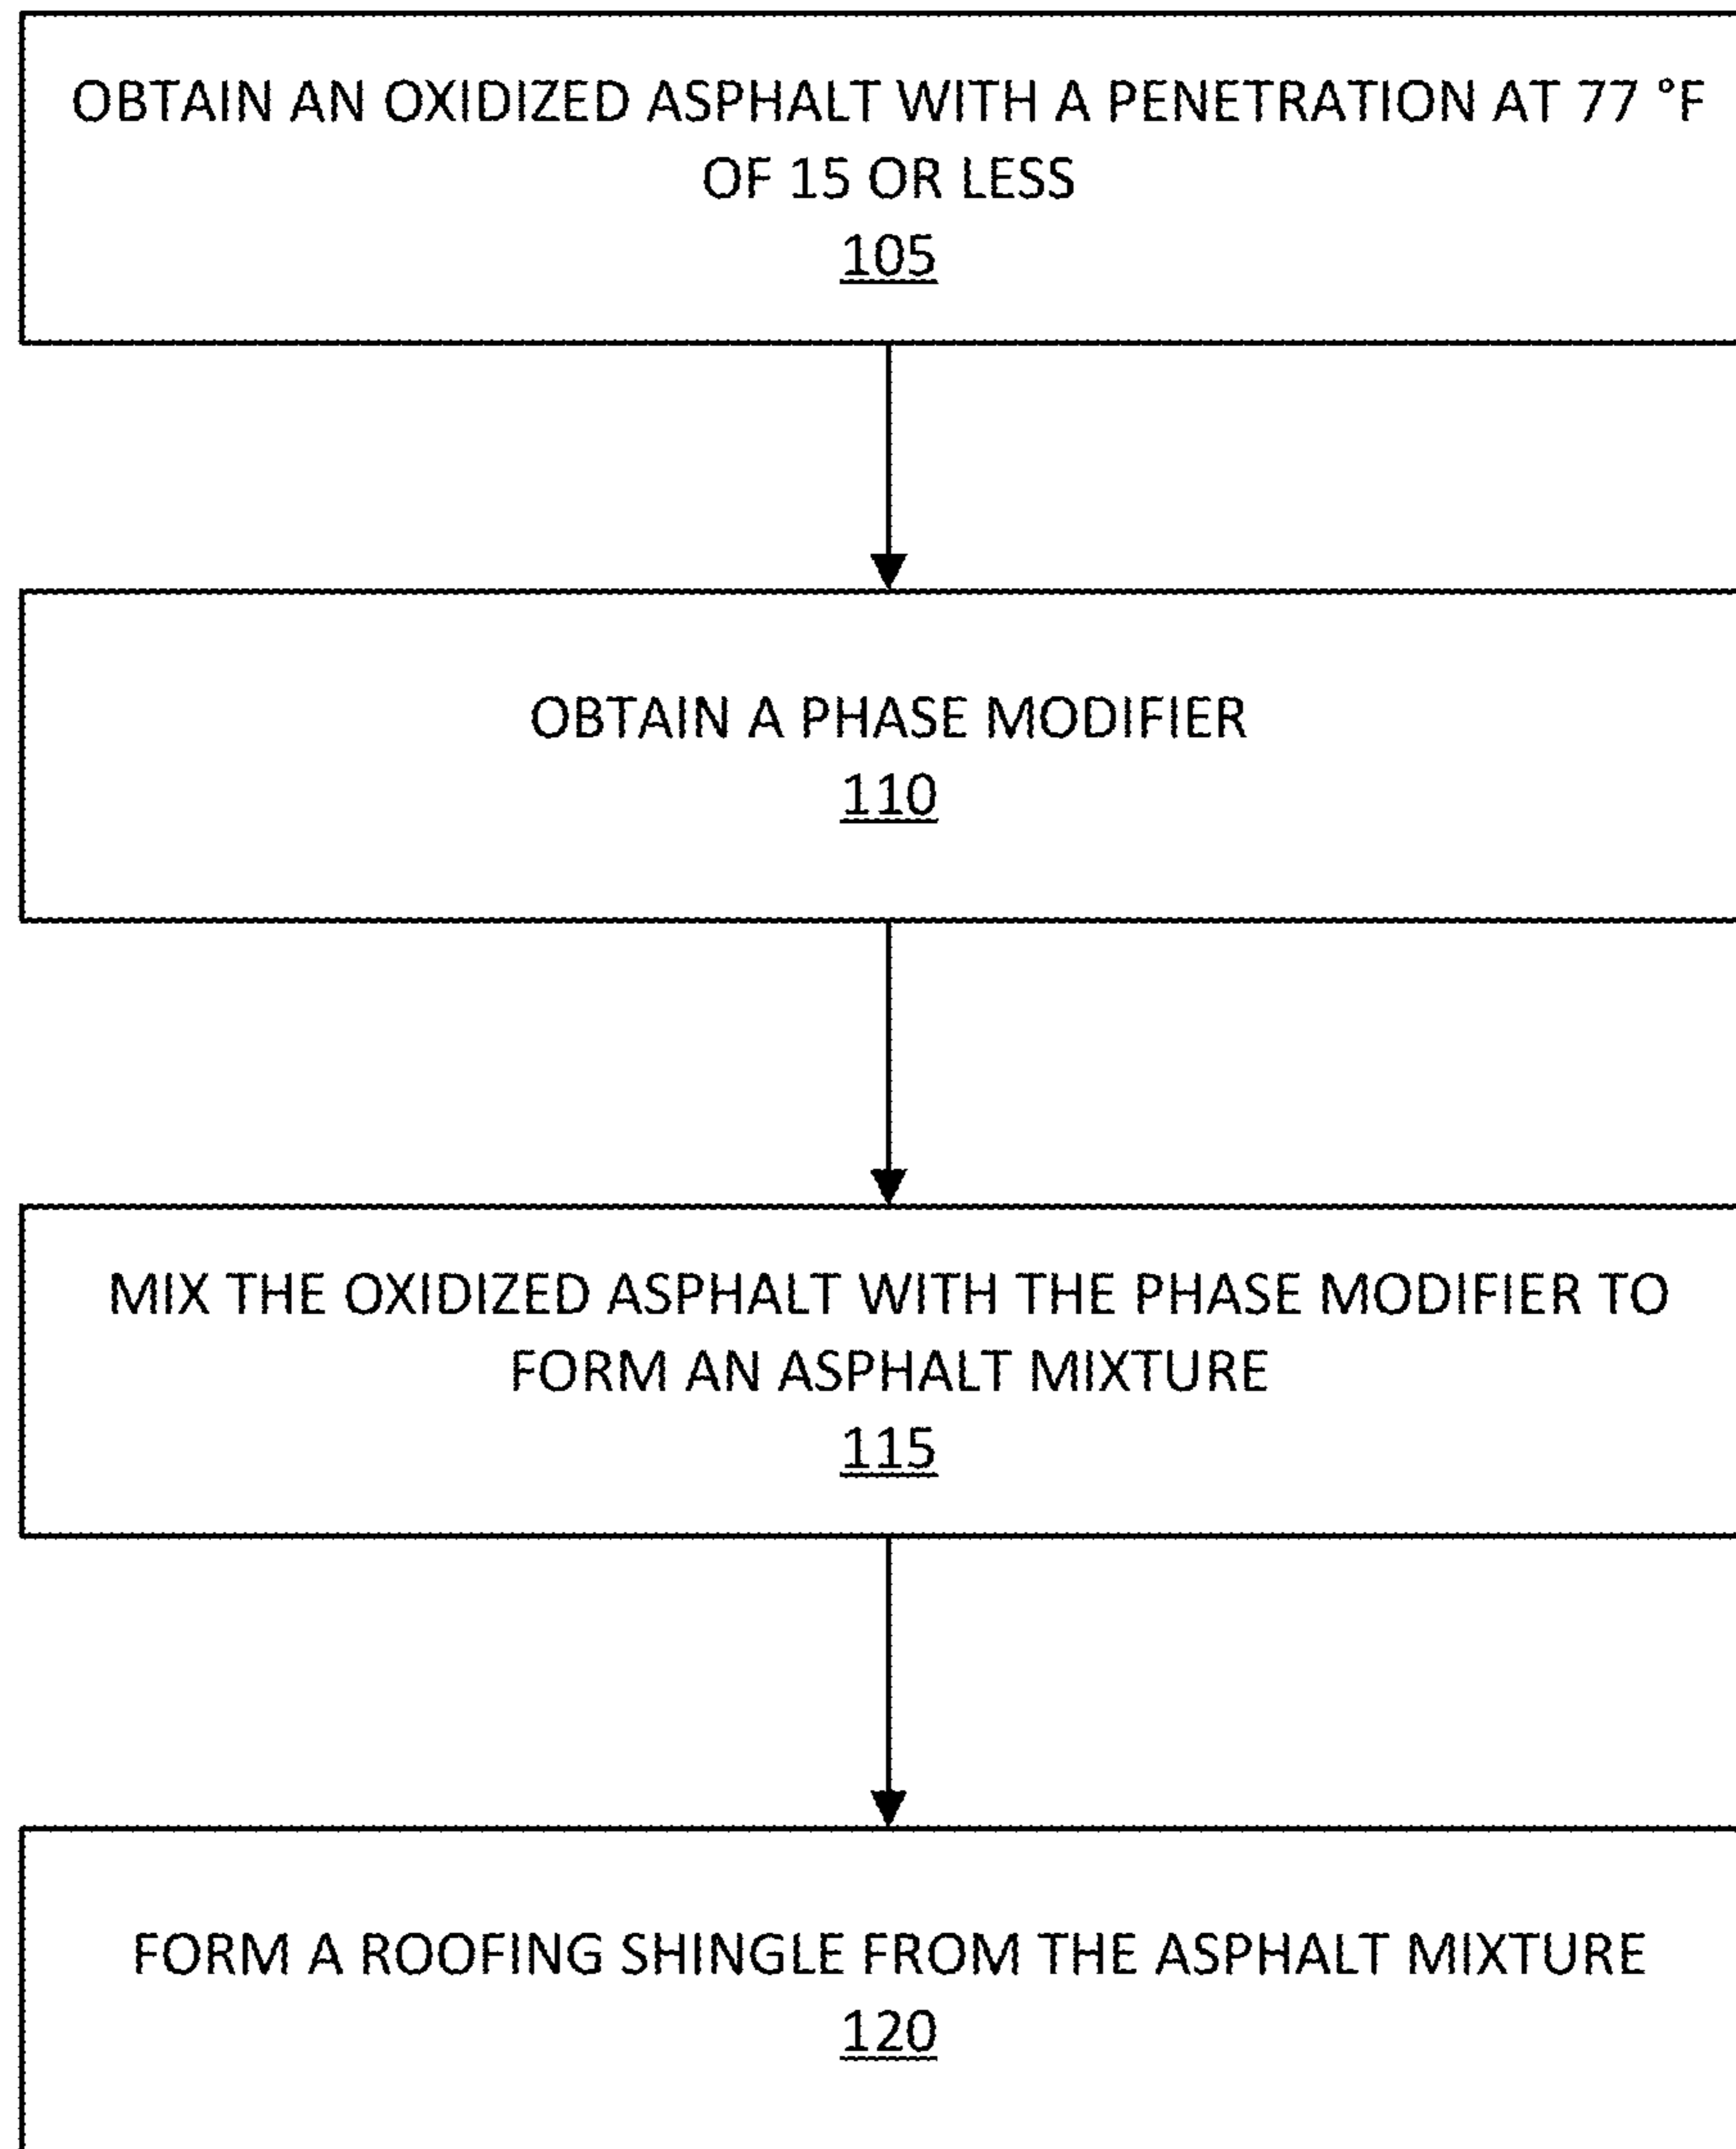 OBTAIN AN OXIDIZED ASPHALT WITH A PENETRATION AT 77 °F
OF 15 OR LESS
105
OBTAIN A PHASE MODIFIER
110
MIX THE OXIDIZED ASPHALT WITH THE PHASE MODIFIER TO
FORM AN ASPHALT MIXTURE
115
FORM A ROOFING SHINGLE FROM THE ASPHALT MIXTURE
120